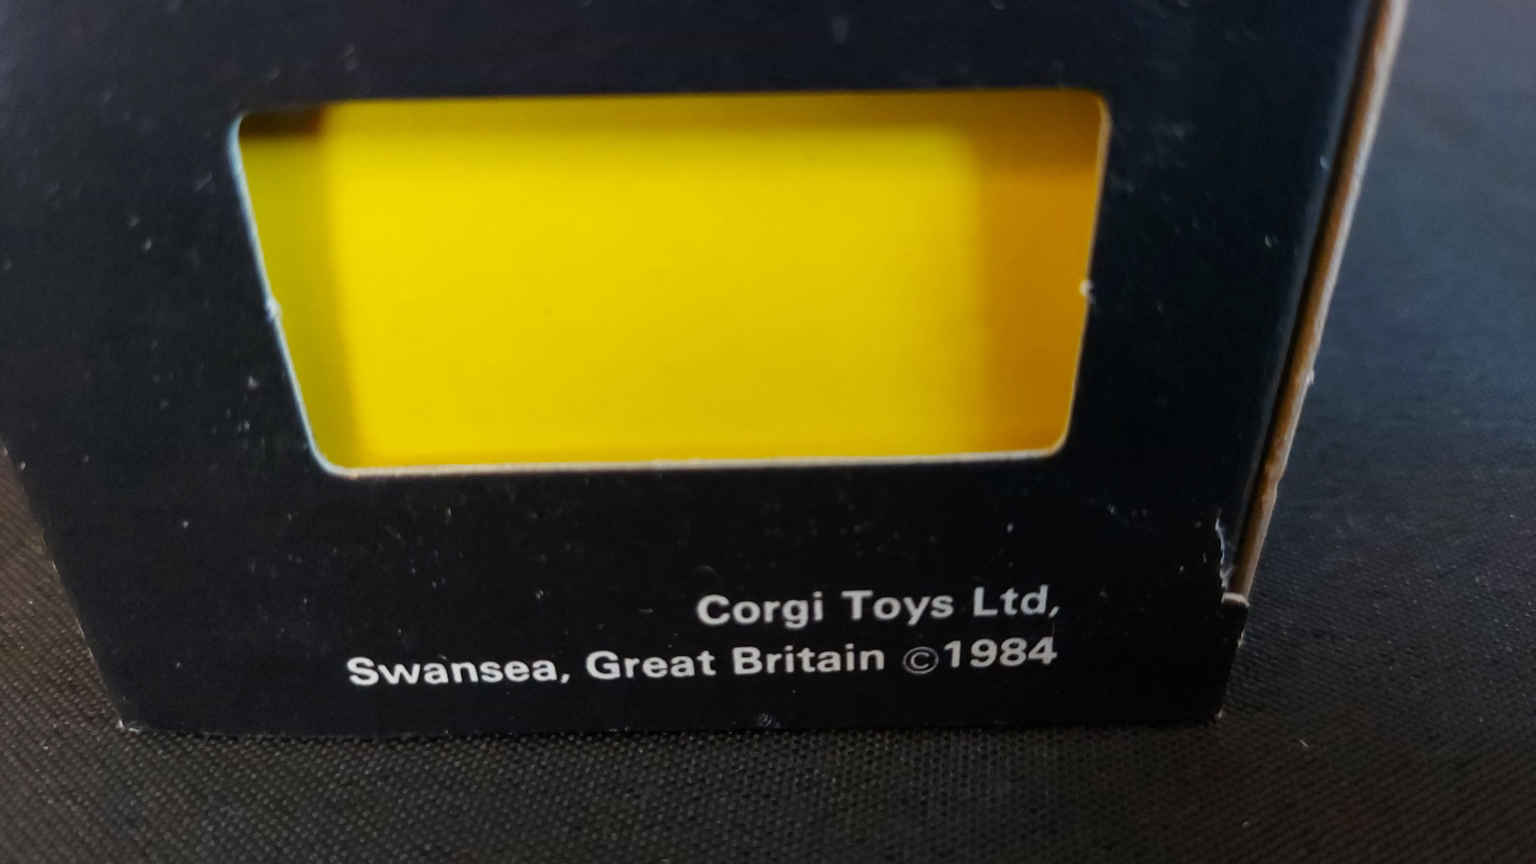 Corgi Toys Ltd,
Swansea, Great Britain ©1984